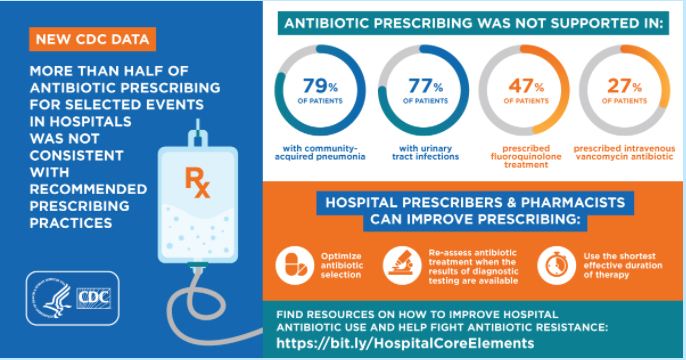 NEW CDC DATA
MORE THAN HALF OF
ANTIBIOTIC PRESCRIBING
FOR SELECTED EVENTS
IN HOSPITALS
WAS NOT
CONSISTENT
WITH
RECOMMENDED
PRESCRIBING
PRACTICES
Rx
CDC
ANTIBIOTIC PRESCRIBING WAS NOT SUPPORTED IN:
79%
OF PATIENTS
with community-
acquired pneumonia
77%
OF PATIENTS
with urinary
tract infections
47%
OF PATIENTS
prescribed
fluoroquinolone
treatment
27%
OF PATIENTS
prescribed intravenous
vancomycin antibiotic
HOSPITAL PRESCRIBERS & PHARMACISTS
CAN IMPROVE PRESCRIBING:
Optimize
antibiotic
selection
Re-assess antibiotic
treatment when the
results of diagnostic
testing are available
Use the shortest
effective duration
of therapy
FIND RESOURCES ON HOW TO IMPROVE HOSPITAL
ANTIBIOTIC USE AND HELP FIGHT ANTIBIOTIC RESISTANCE:
https://bit.ly/HospitalCoreElements